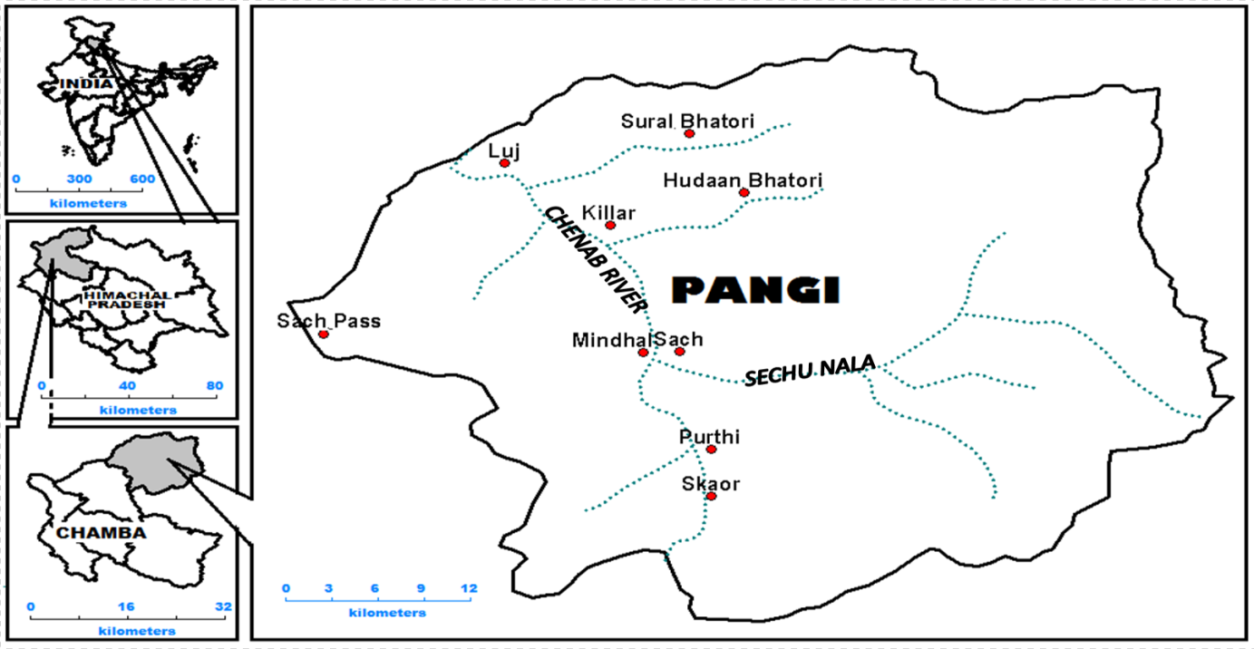 INDIA
0 300 600
kilometers
HIMACHAL
PRADESH
0 40 80
kilometers
CHAMBA
0 16 32
kilometers
Sural Bhatori
Luj
Hudaan Bhatori
Killar
CHENAB RIVER
PANGI
Sach Pass
Mindhal
Sach
SECHU NALA
Purthi
Skaor
0 3 6 9 12
kilometers